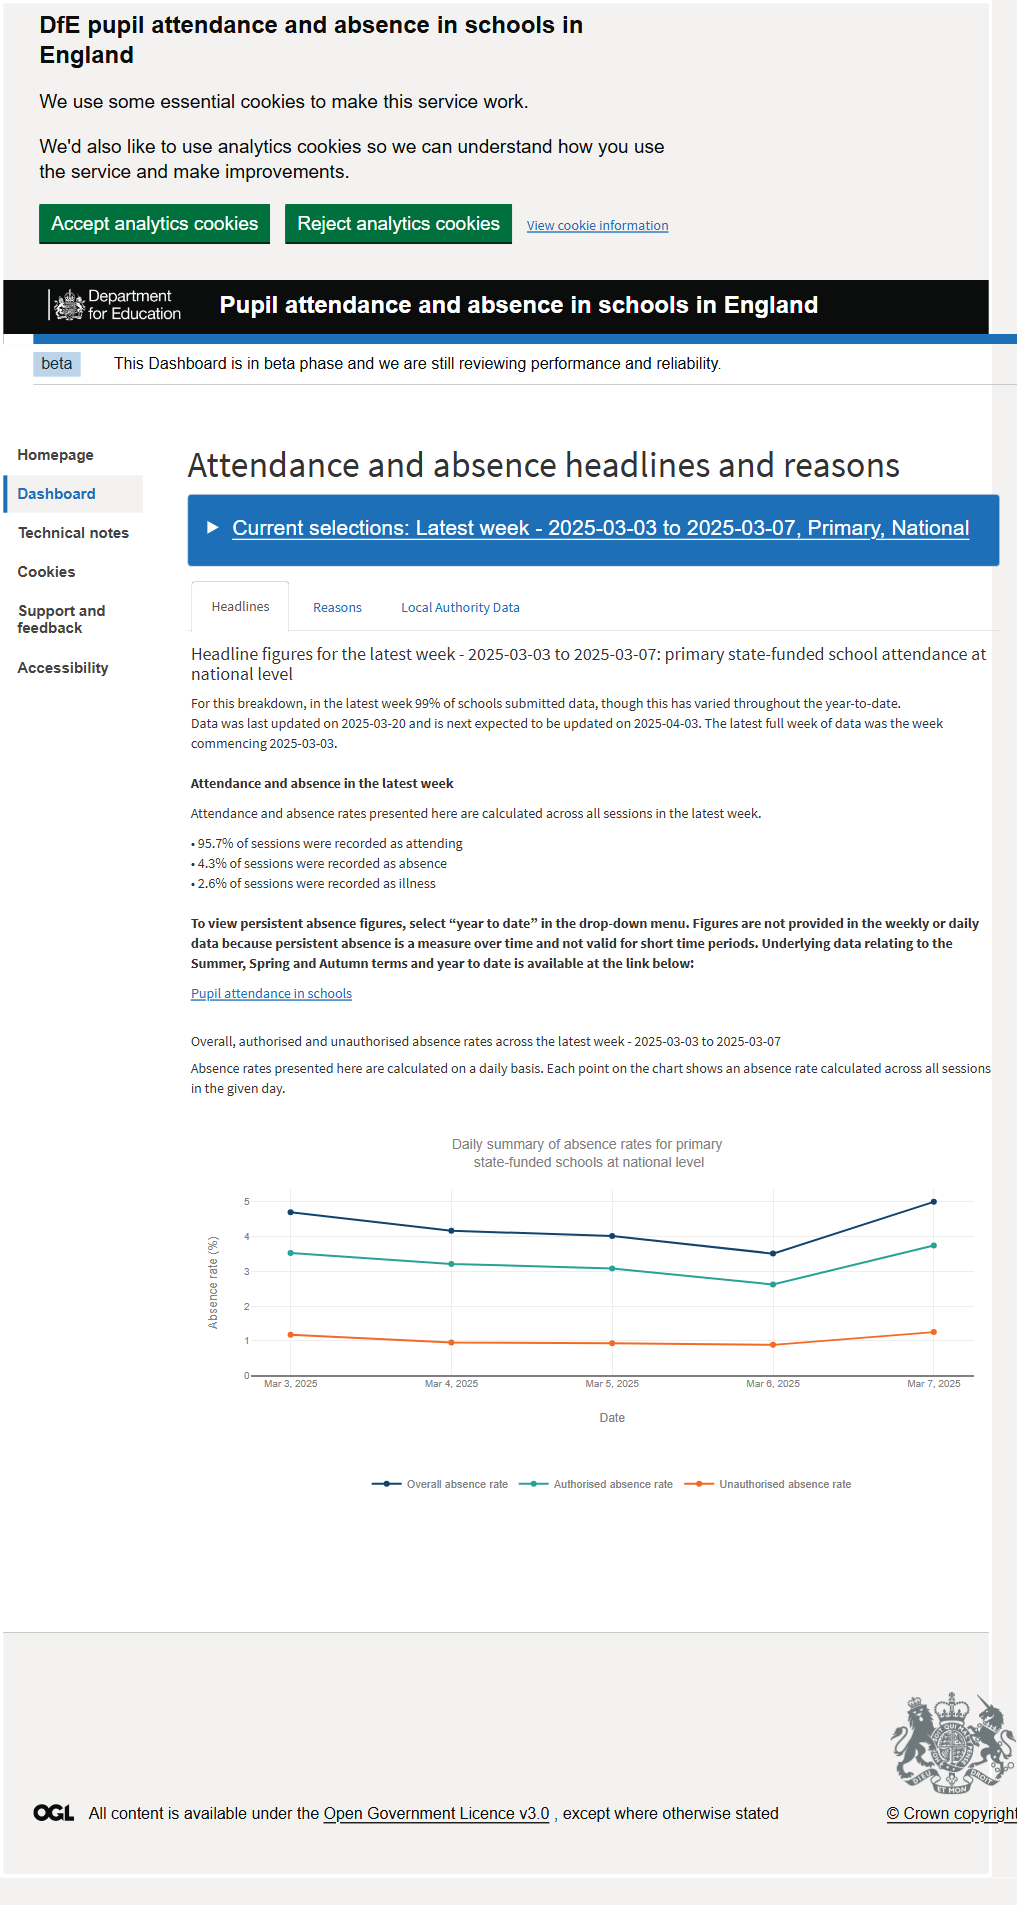 DfE pupil attendance and absence in schools in
England
We use some essential cookies to make this service work.
We'd also like to use analytics cookies so we can understand how you use
the service and make improvements.
Accept analytics cookies
Reject analytics cookies
View cookie information
Department
for Education
Pupil attendance and absence in schools in England
beta
This Dashboard is in beta phase and we are still reviewing performance and reliability.
Homepage
Dashboard
Technical notes
Cookies
Support and
feedback
Accessibility
Attendance and absence headlines and reasons
Current selections: Latest week - 2025-03-03 to 2025-03-07, Primary, National
Headlines
Reasons
Local Authority Data
Headline figures for the latest week - 2025-03-03 to 2025-03-07: primary state-funded school attendance at
national level
For this breakdown, in the latest week 99% of schools submitted data, though this has varied throughout the year-to-date.
Data was last updated on 2025-03-20 and is next expected to be updated on 2025-04-03. The latest full week of data was the week
commencing 2025-03-03.
Attendance and absence in the latest week
Attendance and absence rates presented here are calculated across all sessions in the latest week.
• 95.7% of sessions were recorded as attending
• 4.3% of sessions were recorded as absence
• 2.6% of sessions were recorded as illness
To view persistent absence figures, select “year to date” in the drop-down menu. Figures are not provided in the weekly or daily
data because persistent absence is a measure over time and not valid for short time periods. Underlying data relating to the
Summer, Spring and Autumn terms and year to date is available at the link below:
Pupil attendance in schools
Overall, authorised and unauthorised absence rates across the latest week - 2025-03-03 to 2025-03-07
Absence rates presented here are calculated on a daily basis. Each point on the chart shows an absence rate calculated across all sessions
in the given day.
Daily summary of absence rates for primary
state-funded schools at national level
Absence rate (%)
5
4
3
2
1
0
Mar 3, 2025
Mar 4, 2025
Mar 5, 2025
Mar 6, 2025
Mar 7, 2025
Date
Overall absence rate
Authorised absence rate
Unauthorised absence rate
DIEU ET MON DROIT
OGL
All content is available under the Open Government Licence v3.0 , except where otherwise stated
© Crown copyright